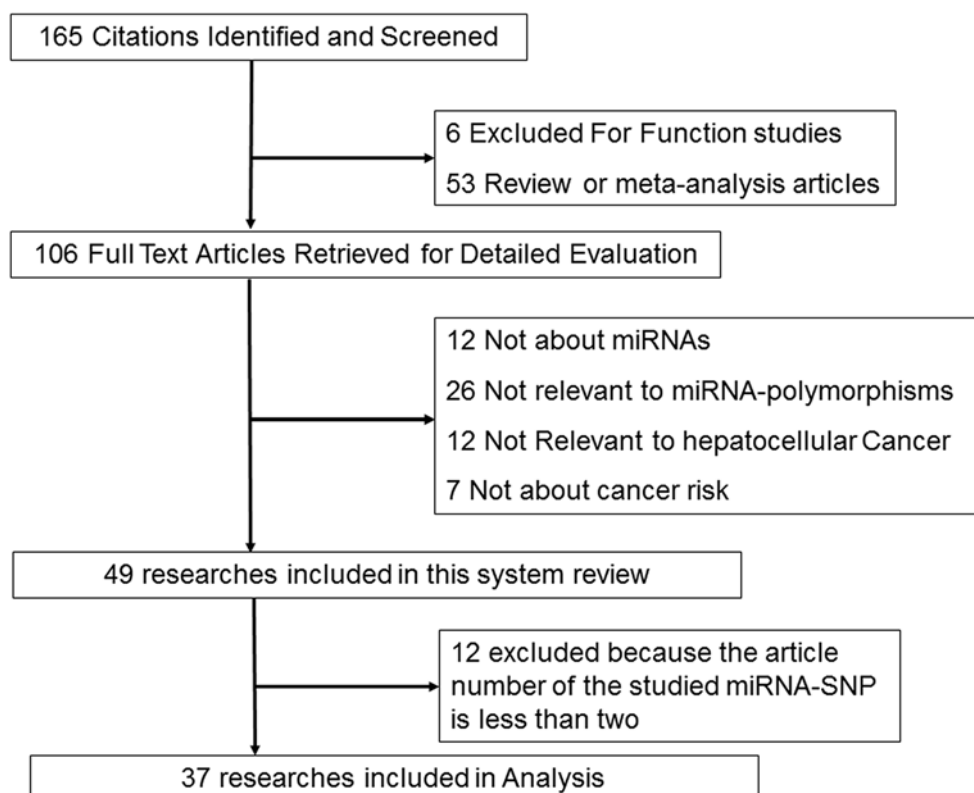 165 Citations Identified and Screened
6 Excluded For Function studies
53 Review or meta-analysis articles
106 Full Text Articles Retrieved for Detailed Evaluation
12 Not about miRNAs
26 Not relevant to miRNA-polymorphisms
12 Not Relevant to hepatocellular Cancer
7 Not about cancer risk
49 researches included in this system review
12 excluded because the article
number of the studied miRNA-SNP
is less than two
37 researches included in Analysis